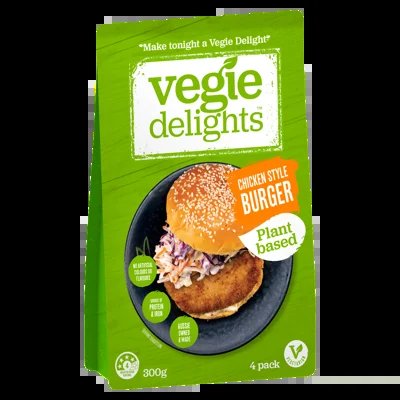 "Make tonight a Vegie Delight"
vegie
delights™
CHICKEN STYLE
BURGER
Plant
based
NO ARTIFICIAL
COLOURS OR
FLAVOURS
SOURCE OF
PROTEIN
& IRON
AUSSIE
OWNED
& MADE
300g
4 pack